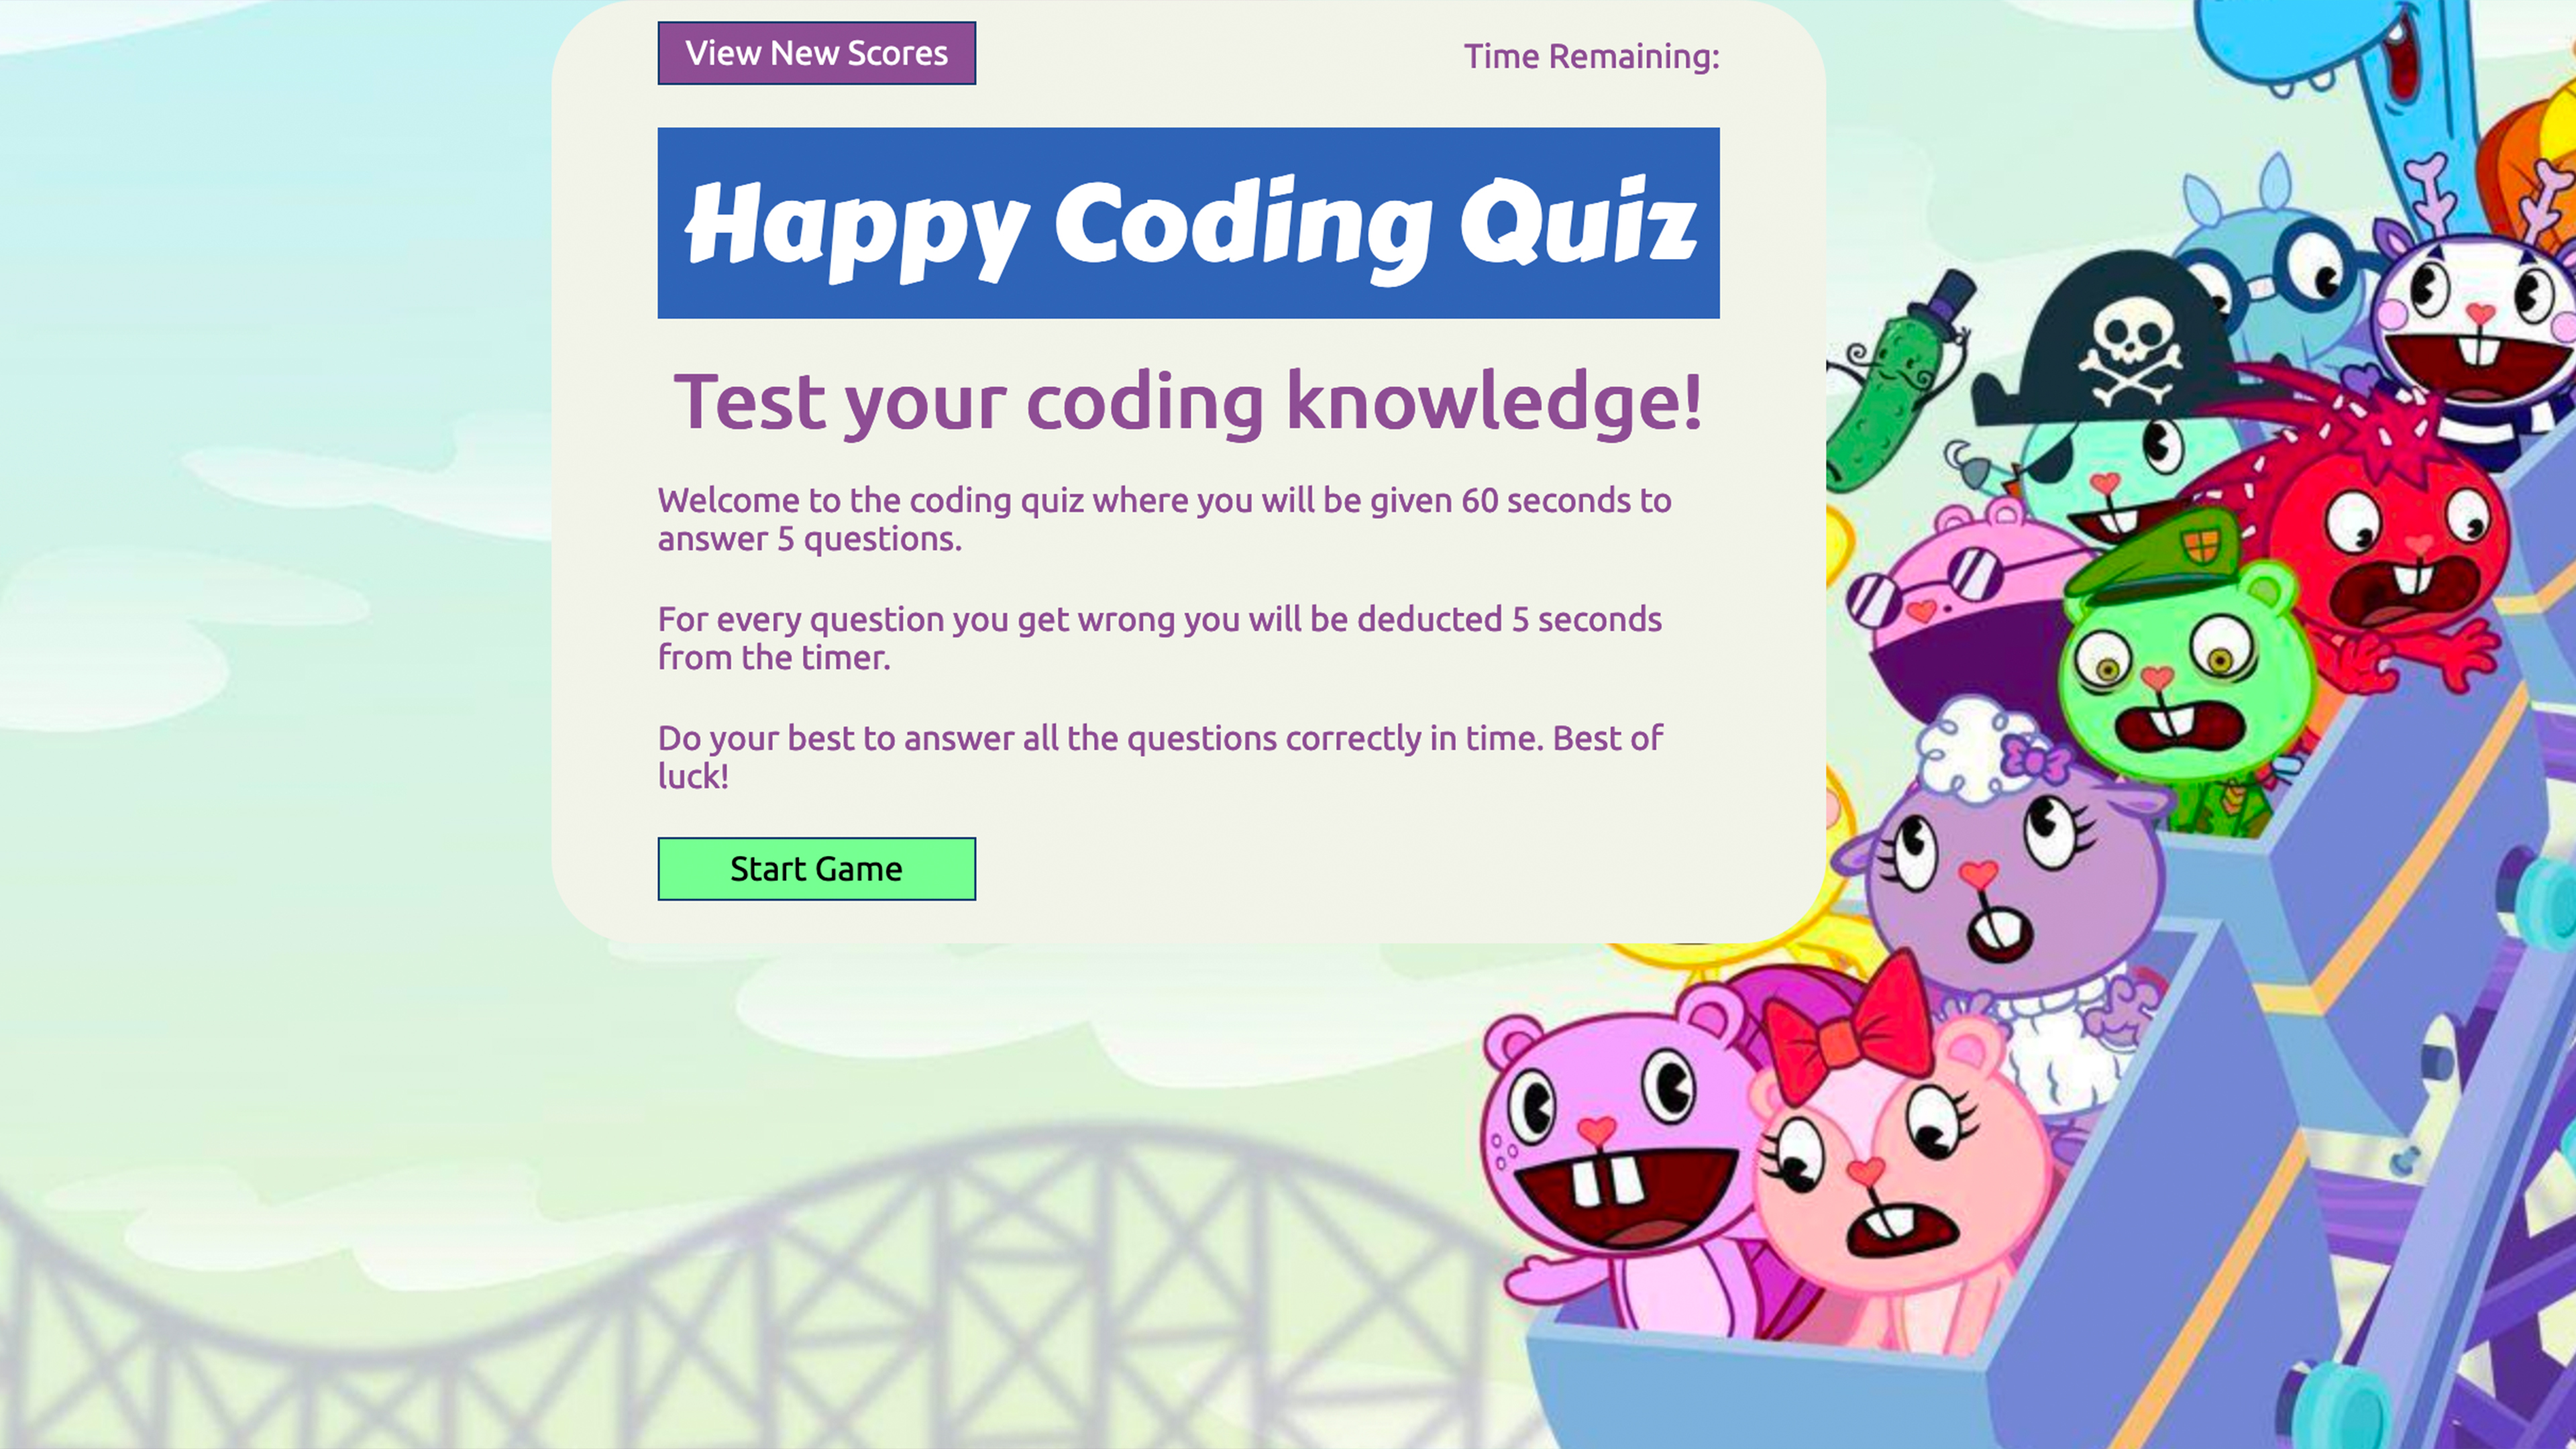 View New Scores
Time Remaining:
Happy Coding Quiz
Test your coding knowledge!
Welcome to the coding quiz where you will be given 60 seconds to
answer 5 questions.
For every question you get wrong you will be deducted 5 seconds
from the timer.
Do your best to answer all the questions correctly in time. Best of
luck!
Start Game